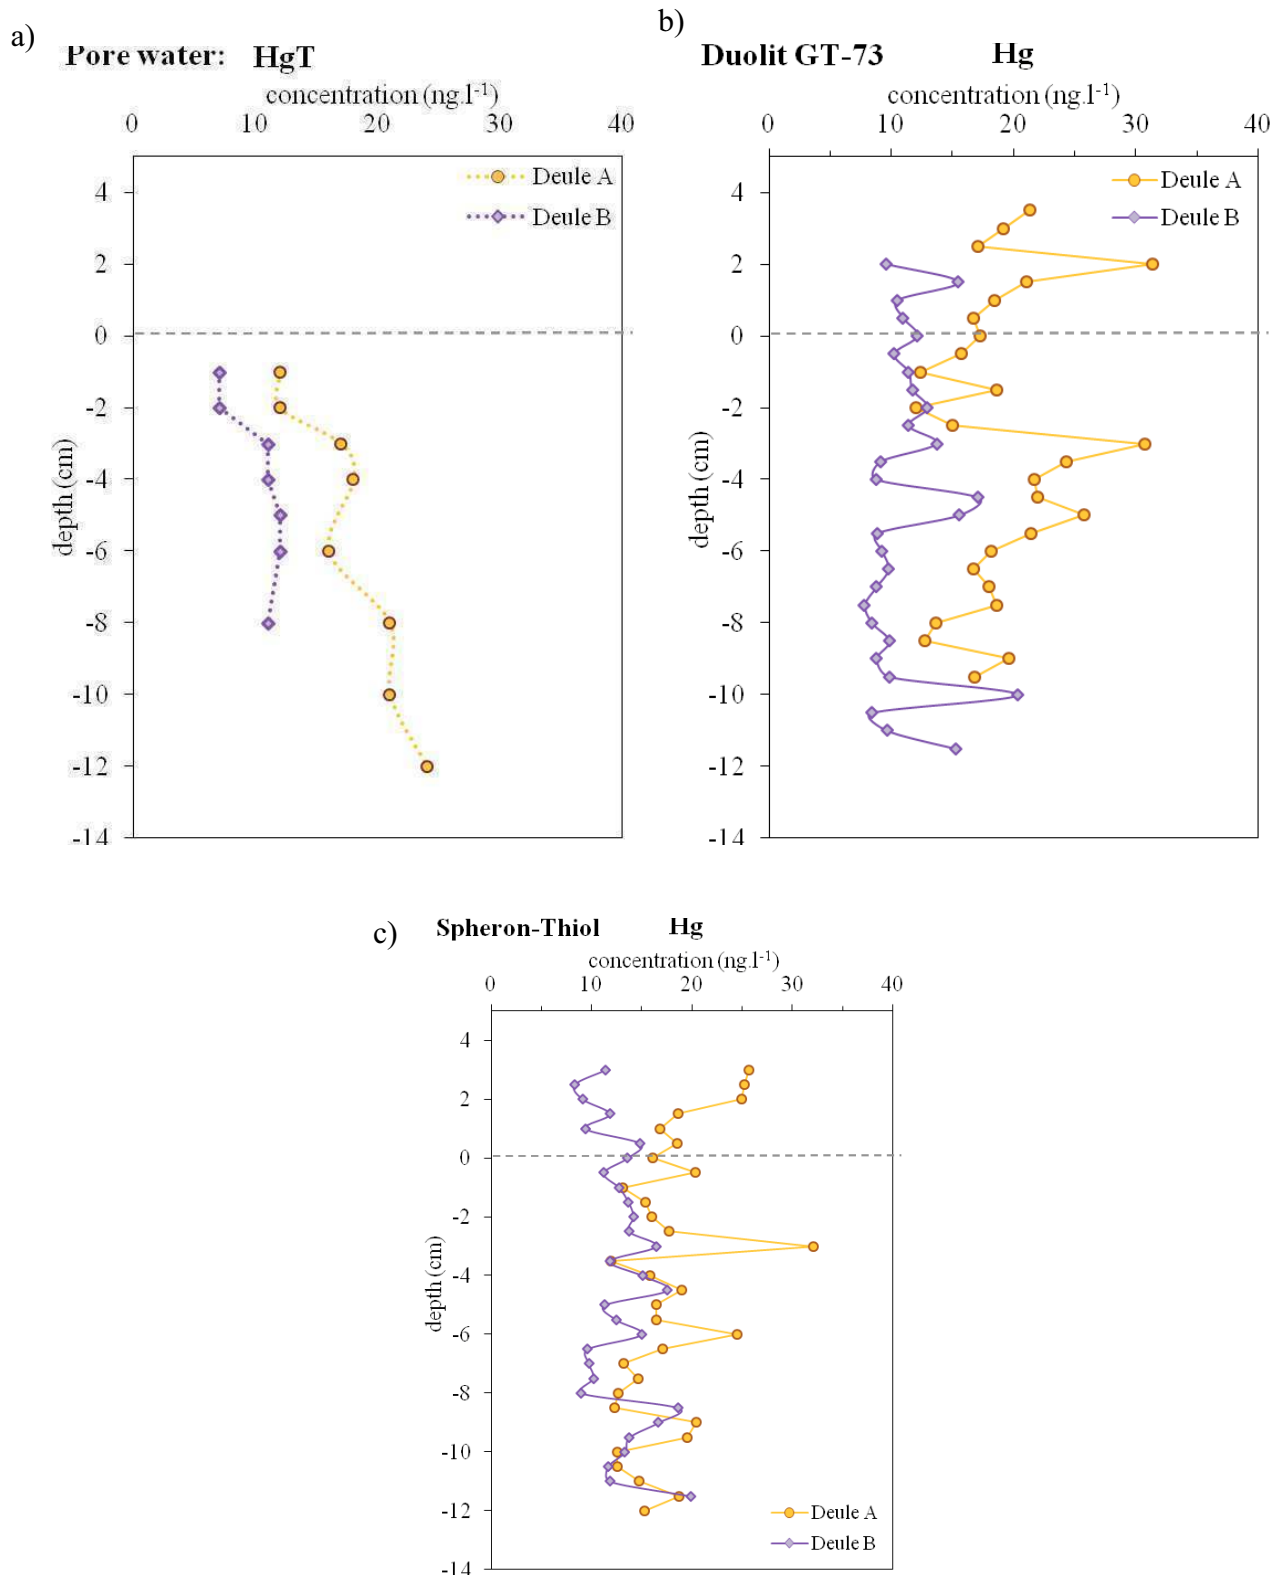 a)
Pore water: HgT
concentration (ng.l-1)
0 10 20 30 40
Deule A
Deule B
4
2
0
-2
-4
-6
-8
-10
-12
-14
depth (cm)
b)
Duolit GT-73 Hg
concentration (ng.l-1)
0 10 20 30 40
Deule A
Deule B
4
2
0
-2
-4
-6
-8
-10
-12
-14
depth (cm)
c)
Spheron-Thiol Hg
concentration (ng.l-1)
0 10 20 30 40
4
2
0
-2
-4
-6
-8
-10
-12
-14
depth (cm)
Deule A
Deule B